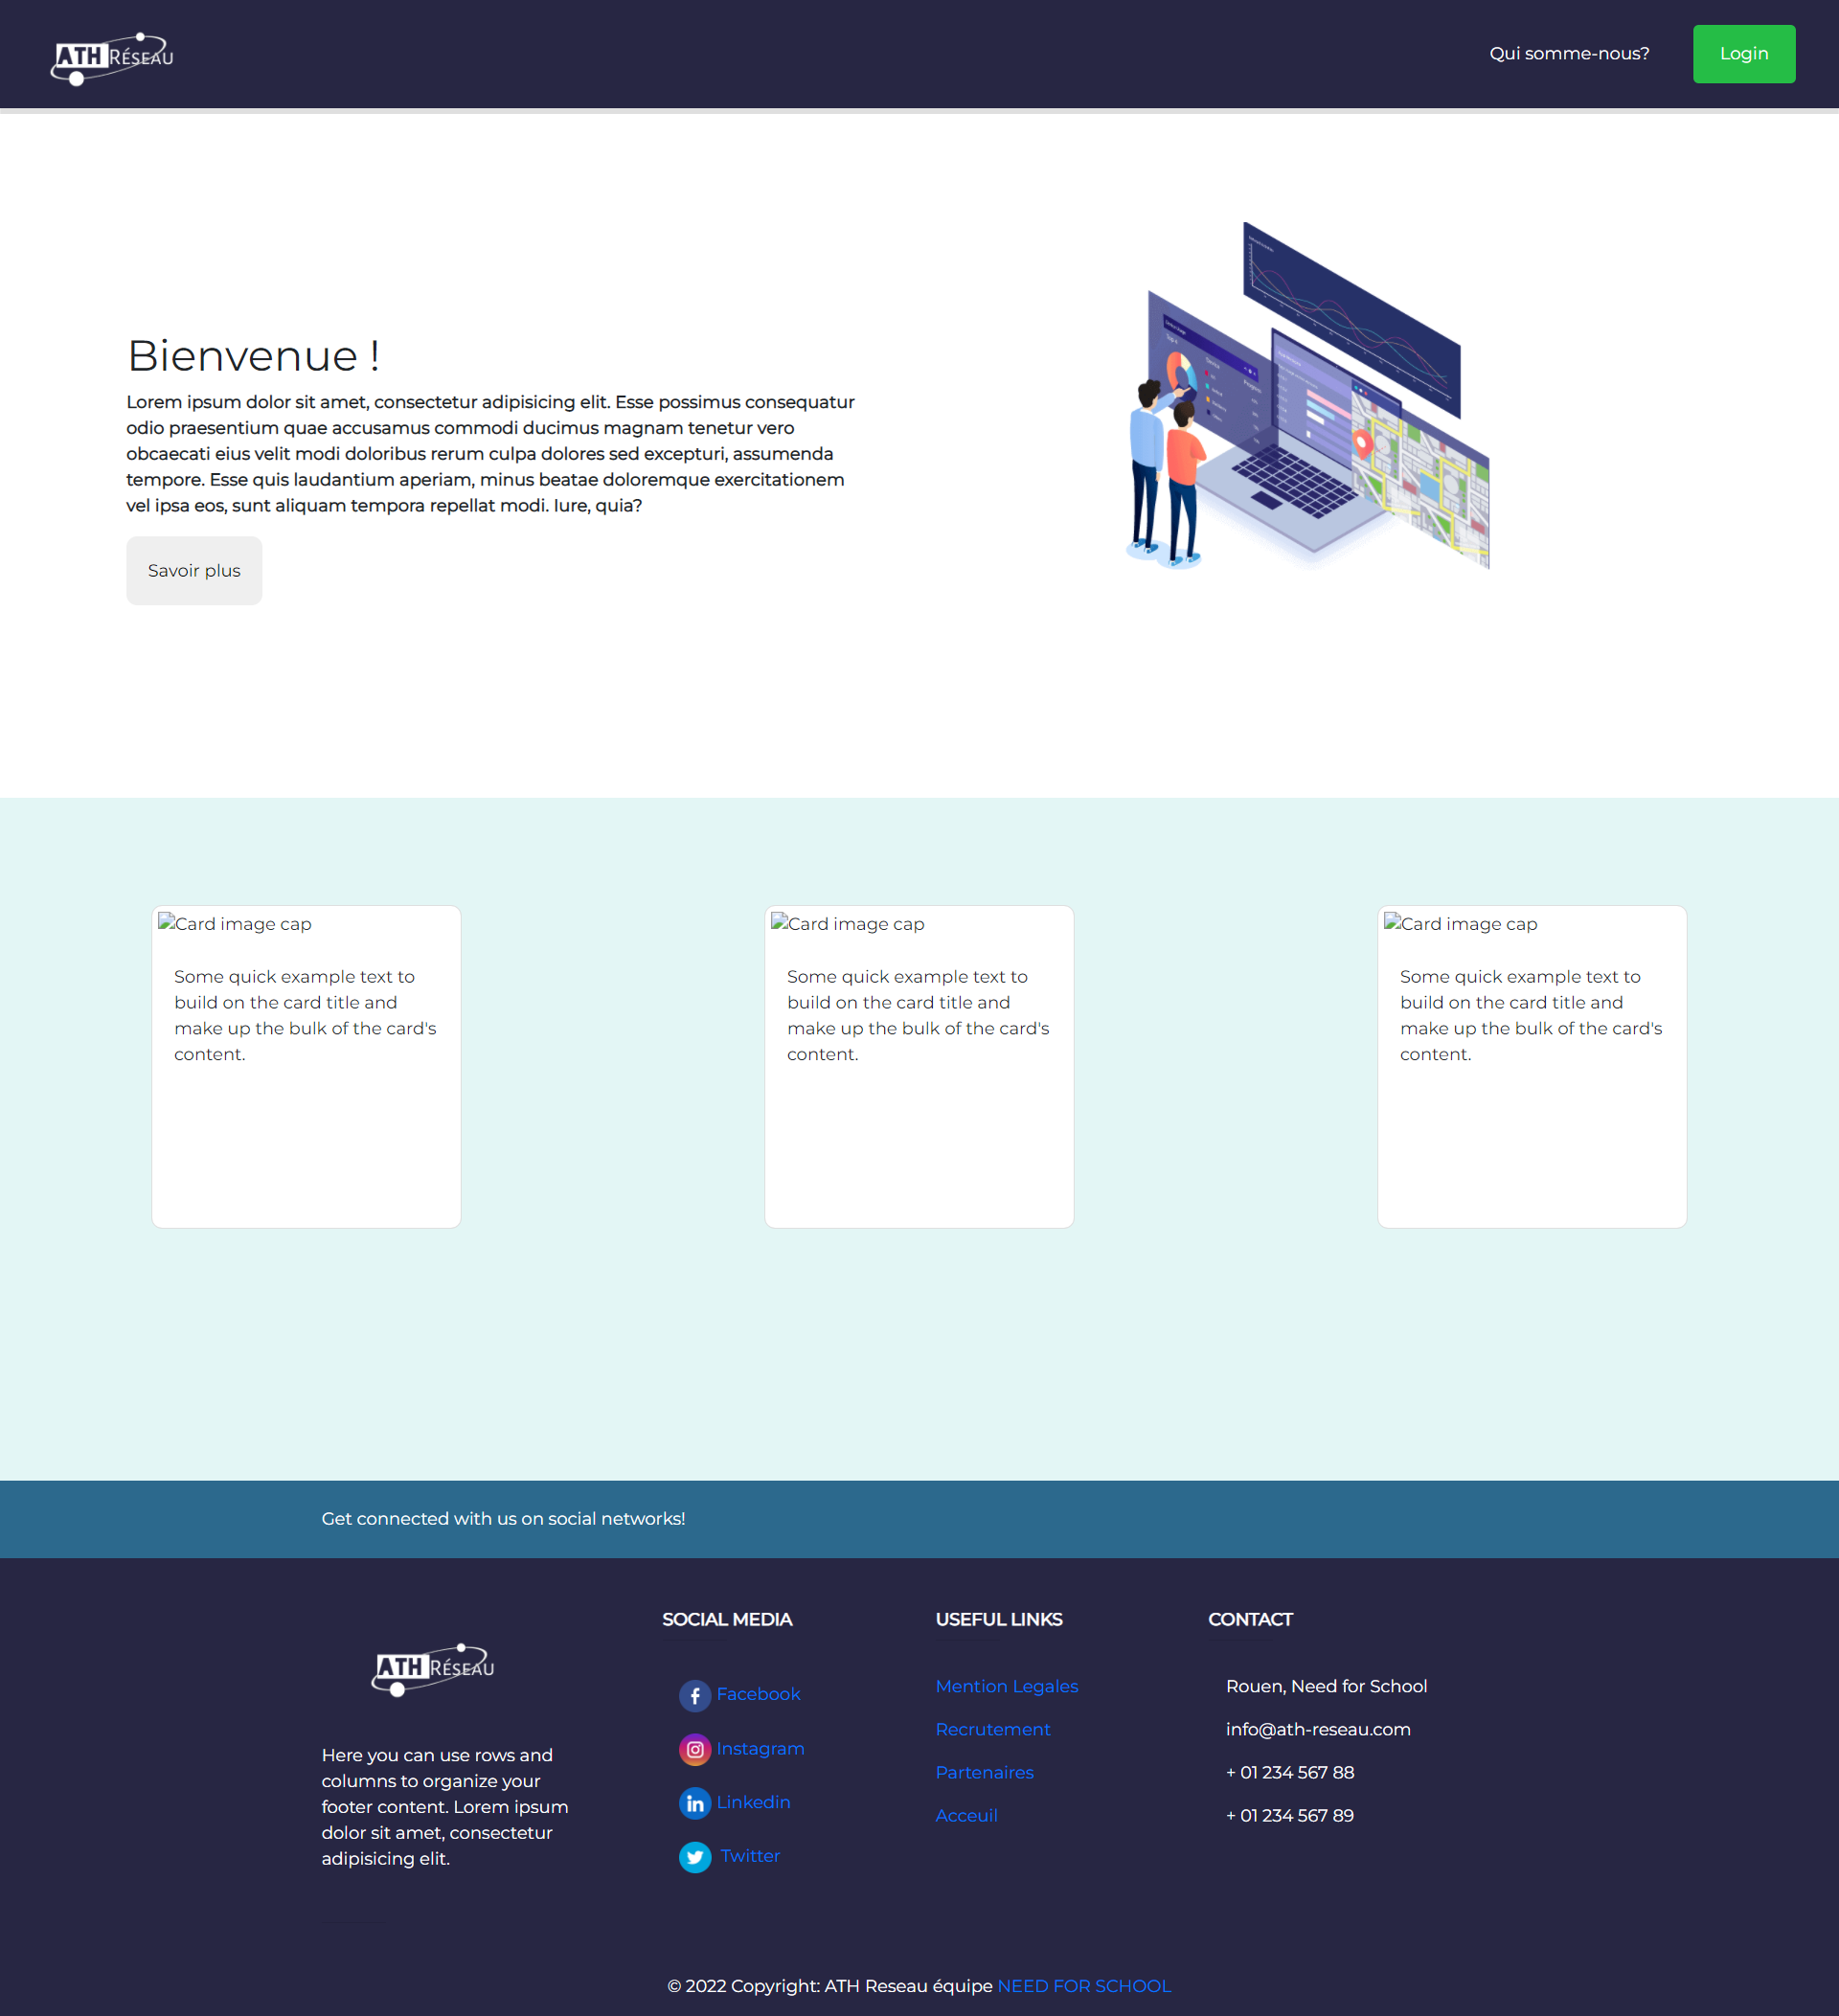 ATH RÉSEAU
Qui somme-nous?
Login
Bienvenue !
Lorem ipsum dolor sit amet, consectetur adipisicing elit. Esse possimus consequatur
odio praesentium quae accusamus commodi ducimus magnam tenetur vero
obcaecati eius velit modi doloribus rerum culpa dolores sed excepturi, assumenda
tempore. Esse quis laudantium aperiam, minus beatae doloremque exercitationem
vel ipsa eos, sunt aliquam tempora repellat modi. Iure, quia?
Savoir plus
Card image cap
Some quick example text to
build on the card title and
make up the bulk of the card's
content.
Card image cap
Some quick example text to
build on the card title and
make up the bulk of the card's
content.
Card image cap
Some quick example text to
build on the card title and
make up the bulk of the card's
content.
Get connected with us on social networks!
ATH RÉSEAU
Here you can use rows and
columns to organize your
footer content. Lorem ipsum
dolor sit amet, consectetur
adipisicing elit.
SOCIAL MEDIA
Facebook
Instagram
Linkedin
Twitter
USEFUL LINKS
Mention Legales
Recrutement
Partenaires
Acceuil
CONTACT
Rouen, Need for School
info@ath-reseau.com
+ 01 234 567 88
+ 01 234 567 89
© 2022 Copyright: ATH Reseau équipe NEED FOR SCHOOL